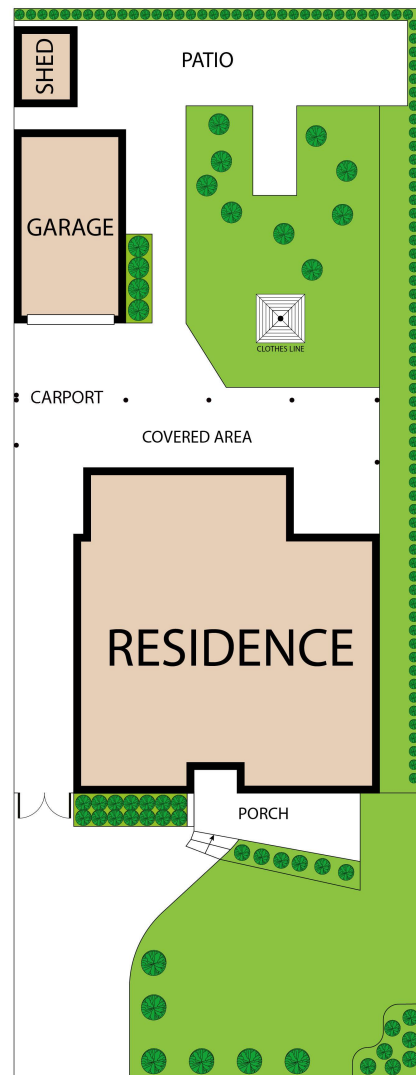 SHED
PATIO
GARAGE
CLOTHES LINE
CARPORT
COVERED AREA
RESIDENCE
PORCH